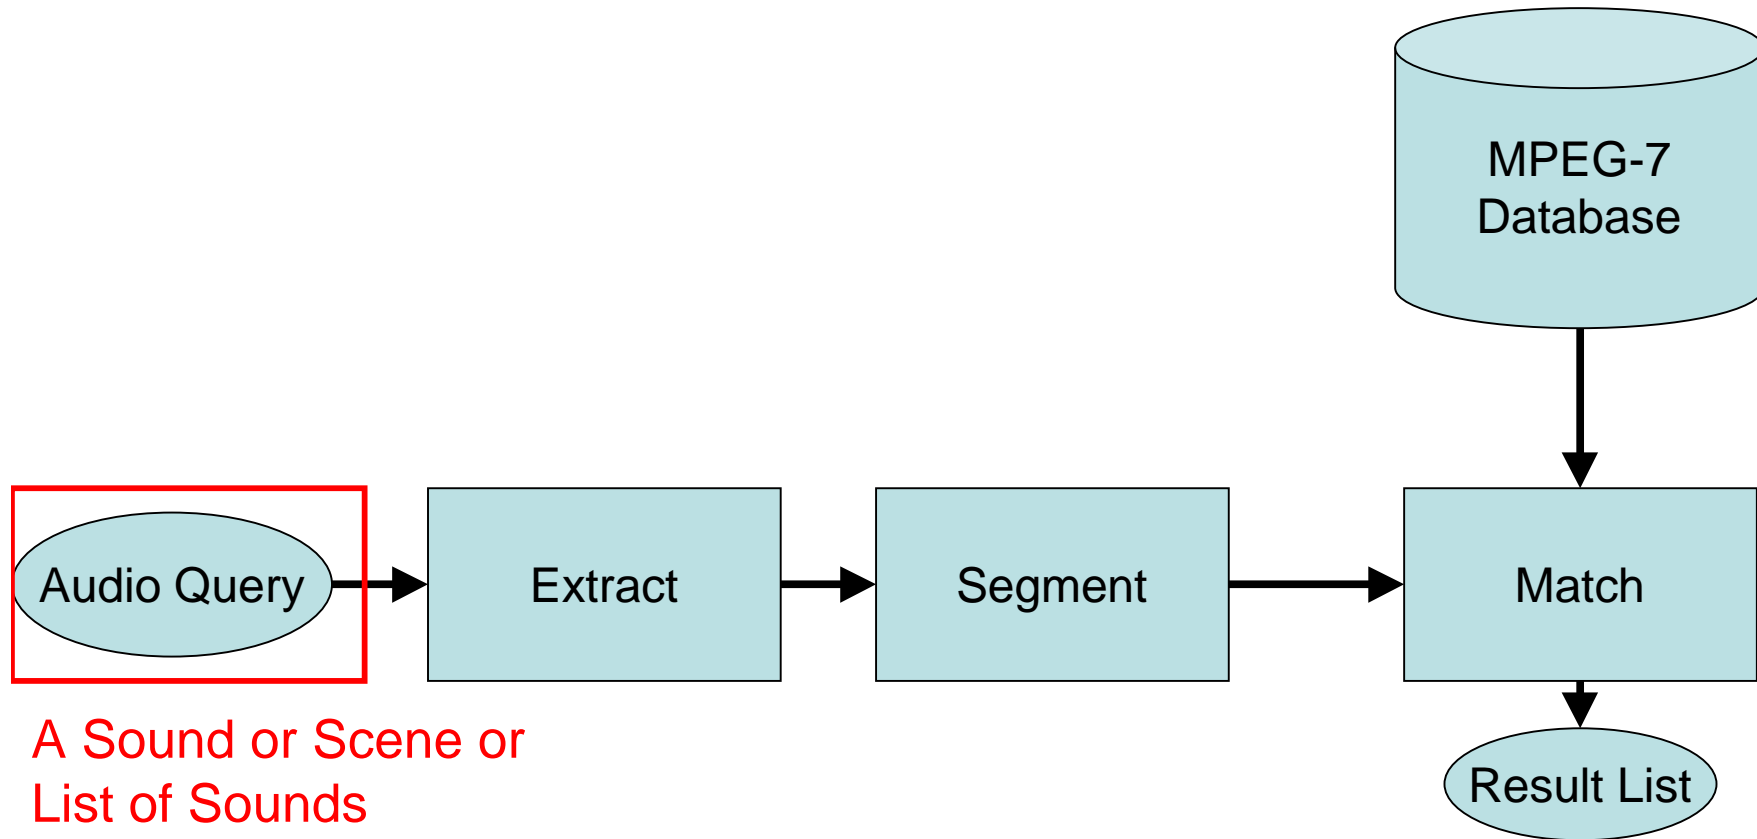 MPEG-7
Database
Audio Query
Extract
Segment
Match
A Sound or Scene or
List of Sounds
Result List